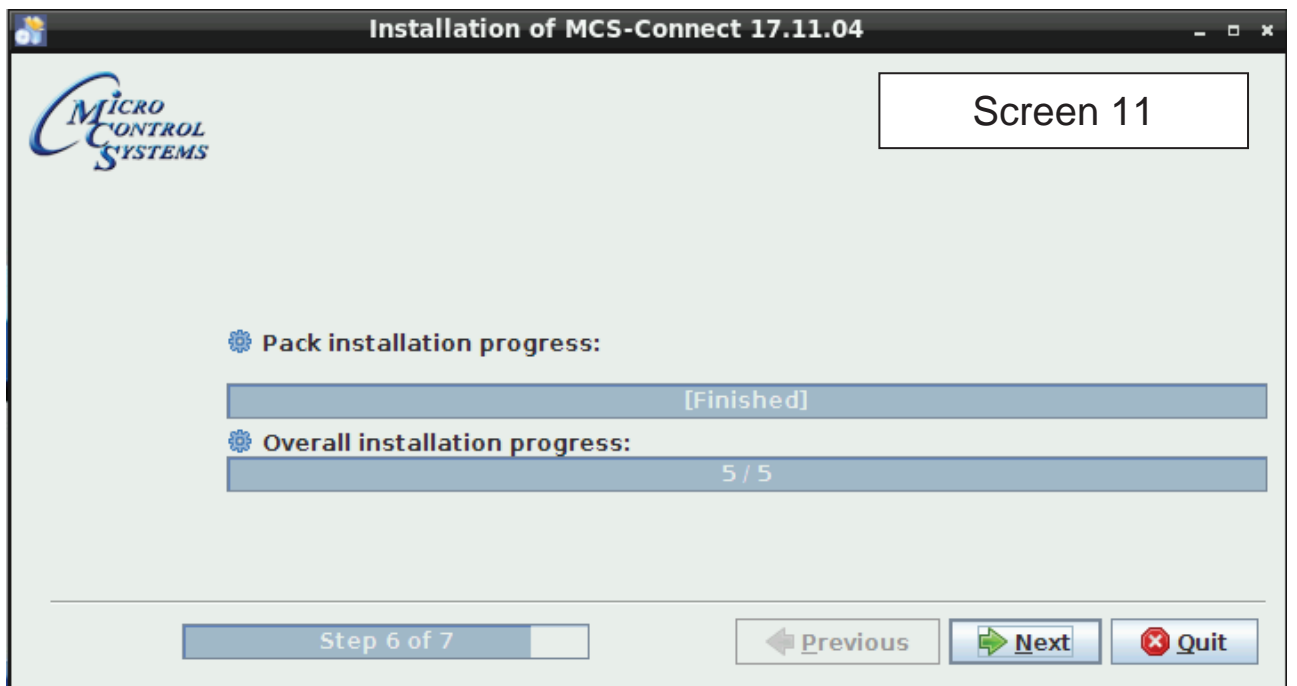 Installation of MCS-Connect 17.11.04
MICRO
CONTROL
SYSTEMS
Screen 11
Pack installation progress:
[Finished]
Overall installation progress:
5 / 5
Step 6 of 7
Previous
Next
Quit